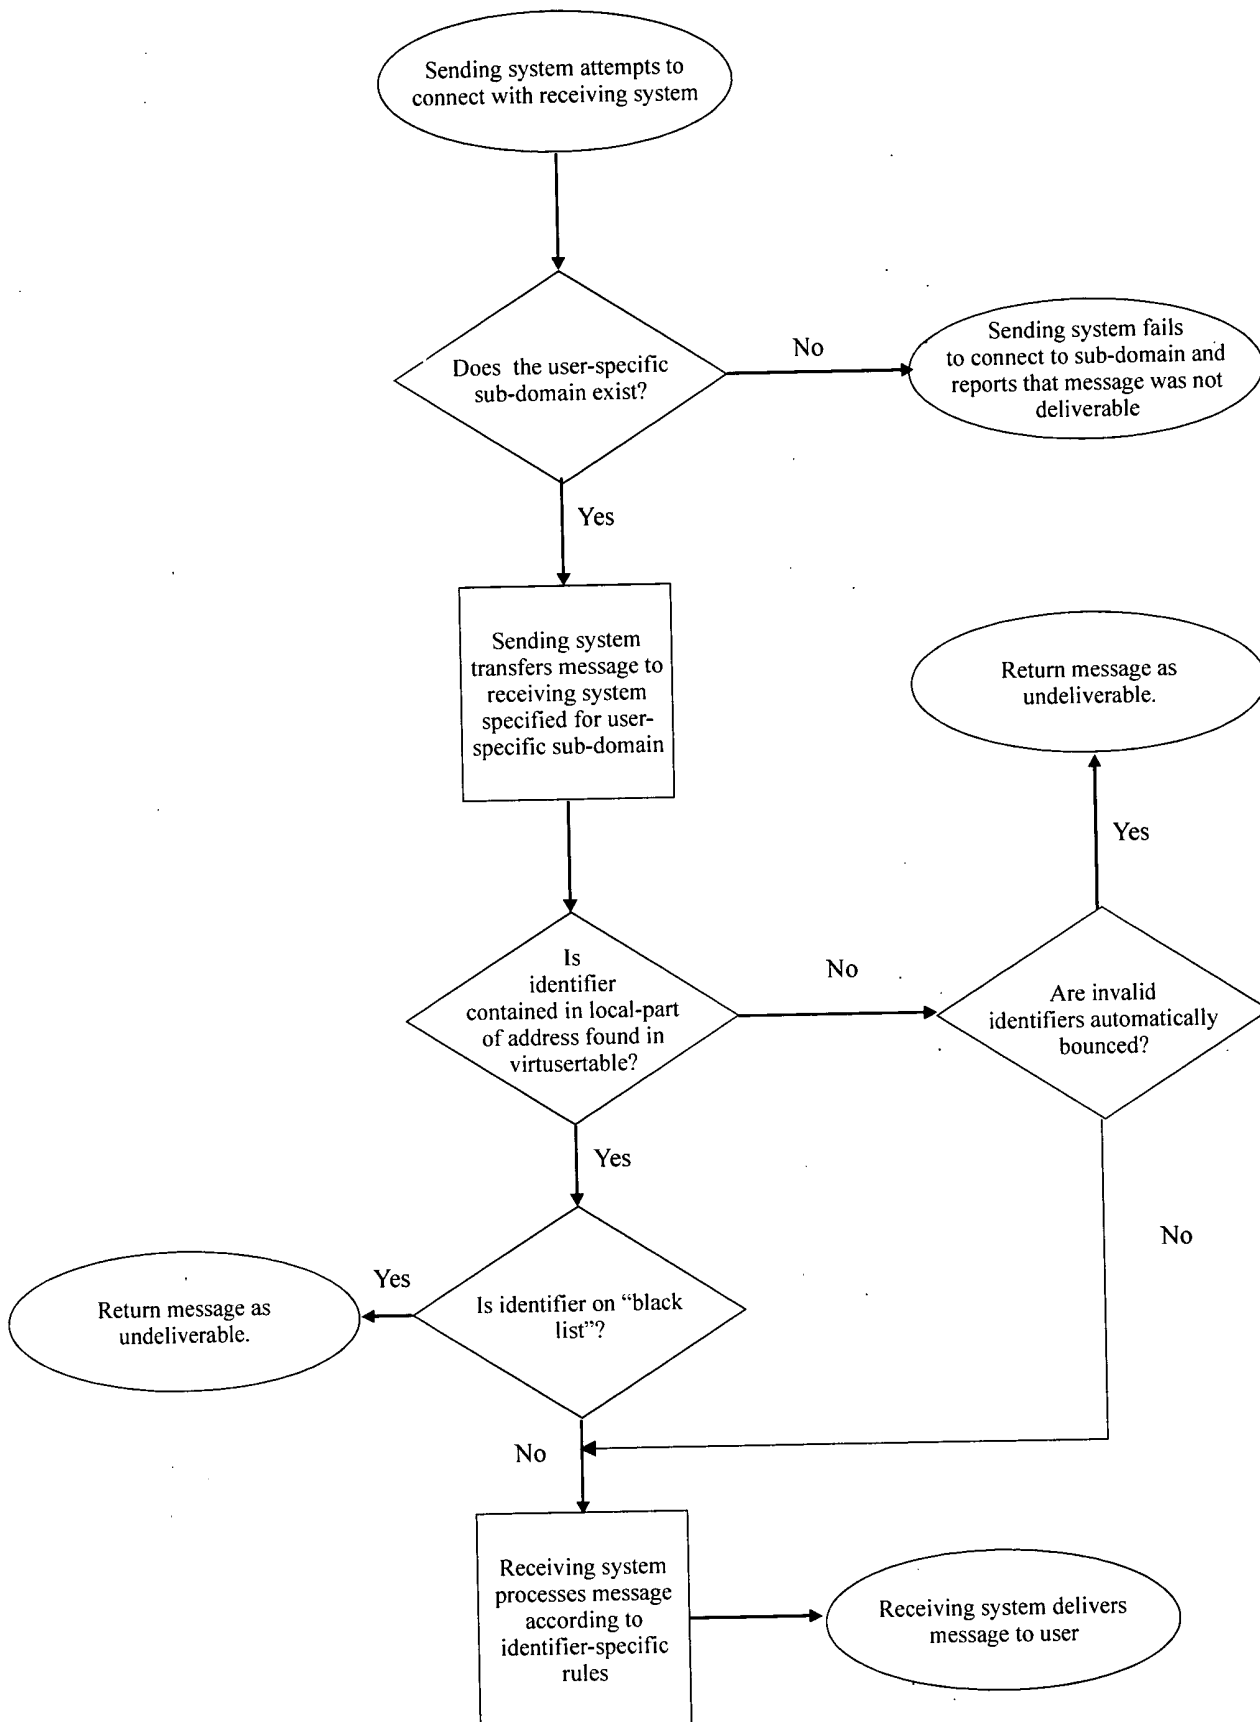 Sending system attempts to
connect with receiving system
Does the user-specific
sub-domain exist?
No
Sending system fails
to connect to sub-domain and
reports that message was not
deliverable
Yes
Sending system
transfers message to
receiving system
specified for user-
specific sub-domain
Return message as
undeliverable.
Yes
Is
identifier
contained in local-part
of address found in
virtusertable?
No
Are invalid
identifiers automatically
bounced?
Yes
No
Is identifier on “black
list”?
Yes
Return message as
undeliverable.
No
Receiving system
processes message
according to
identifier-specific
rules
Receiving system delivers
message to user